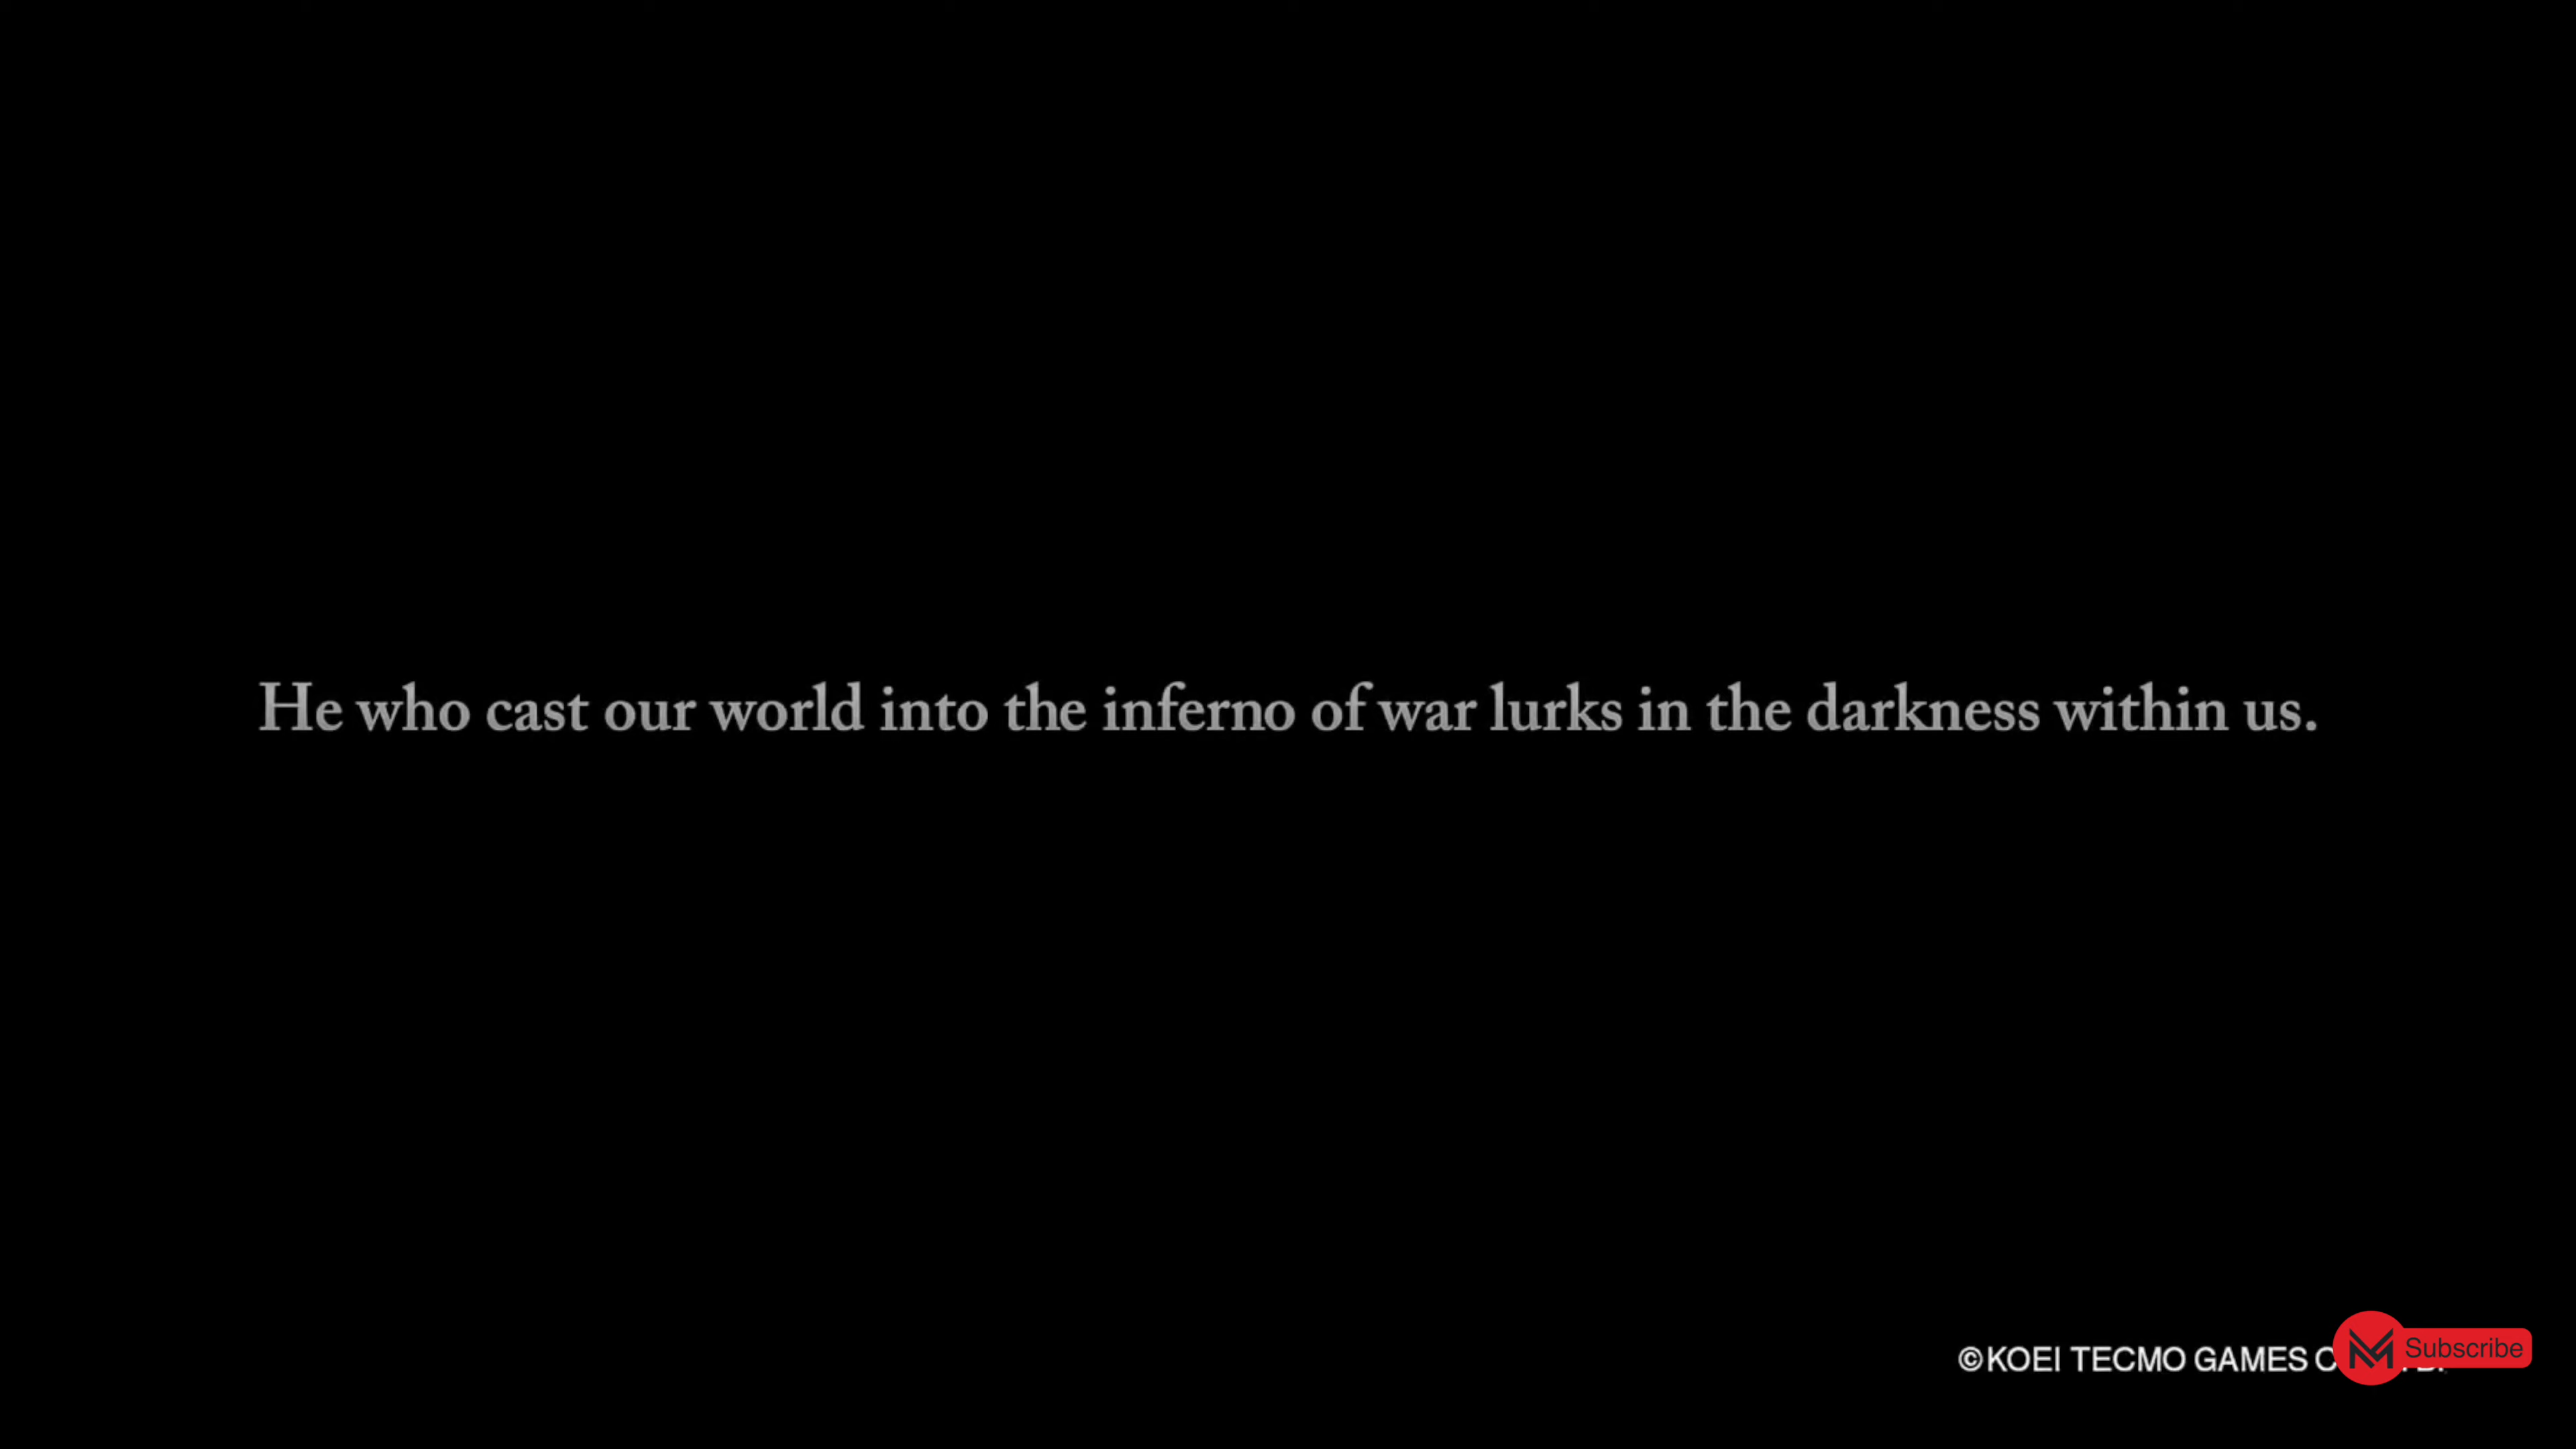 He who cast our world into the inferno of war lurks in the darkness within us.
©KOEI TECMO GAMES
Subscribe